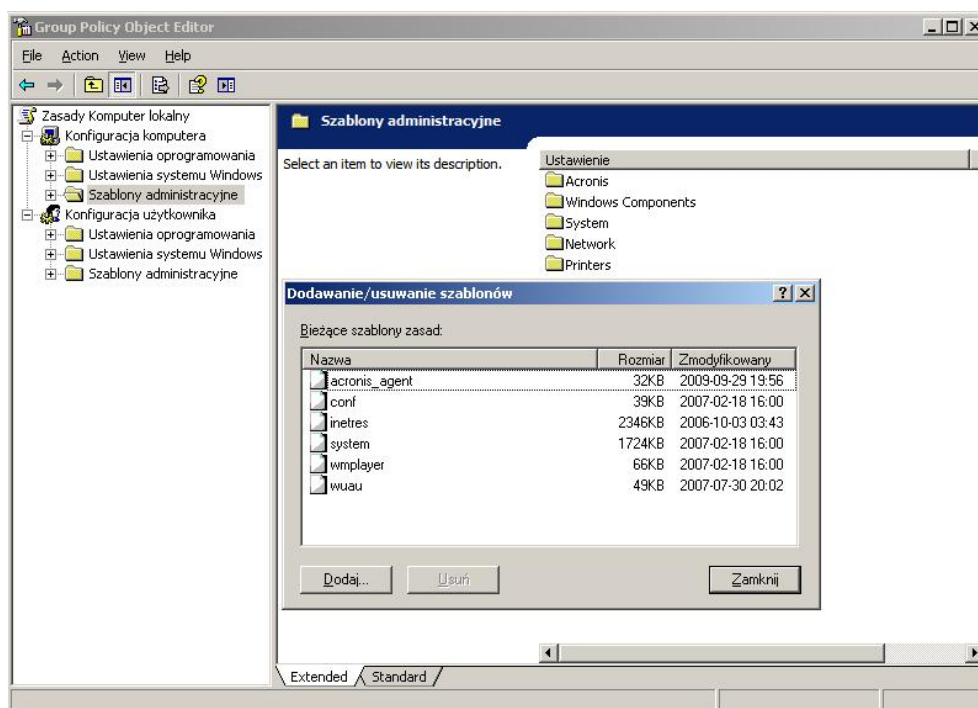 Group Policy Object Editor
File Action View Help
Zasady Komputer lokalny
Konfiguracja komputera
Ustawienia oprogramowania
Ustawienia systemu Windows
Szablony administracyjne
Konfiguracja użytkownika
Ustawienia oprogramowania
Ustawienia systemu Windows
Szablony administracyjne
Szablony administracyjne
Select an item to view its description.
Ustawienie
Acronis
Windows Components
System
Network
Printers
Dodawanie/usuwanie szablonów
Bieżące szablony zasad:
Nazwa Rozmiar Zmodyfikowany
acronis_agent 32KB 2009-09-29 19:56
conf 39KB 2007-02-18 16:00
inetres 2346KB 2006-10-03 03:43
system 1724KB 2007-02-18 16:00
wmplayer 66KB 2007-02-18 16:00
wuau 49KB 2007-07-30 20:02
Dodaj... Usuń Zamknij
Extended Standard